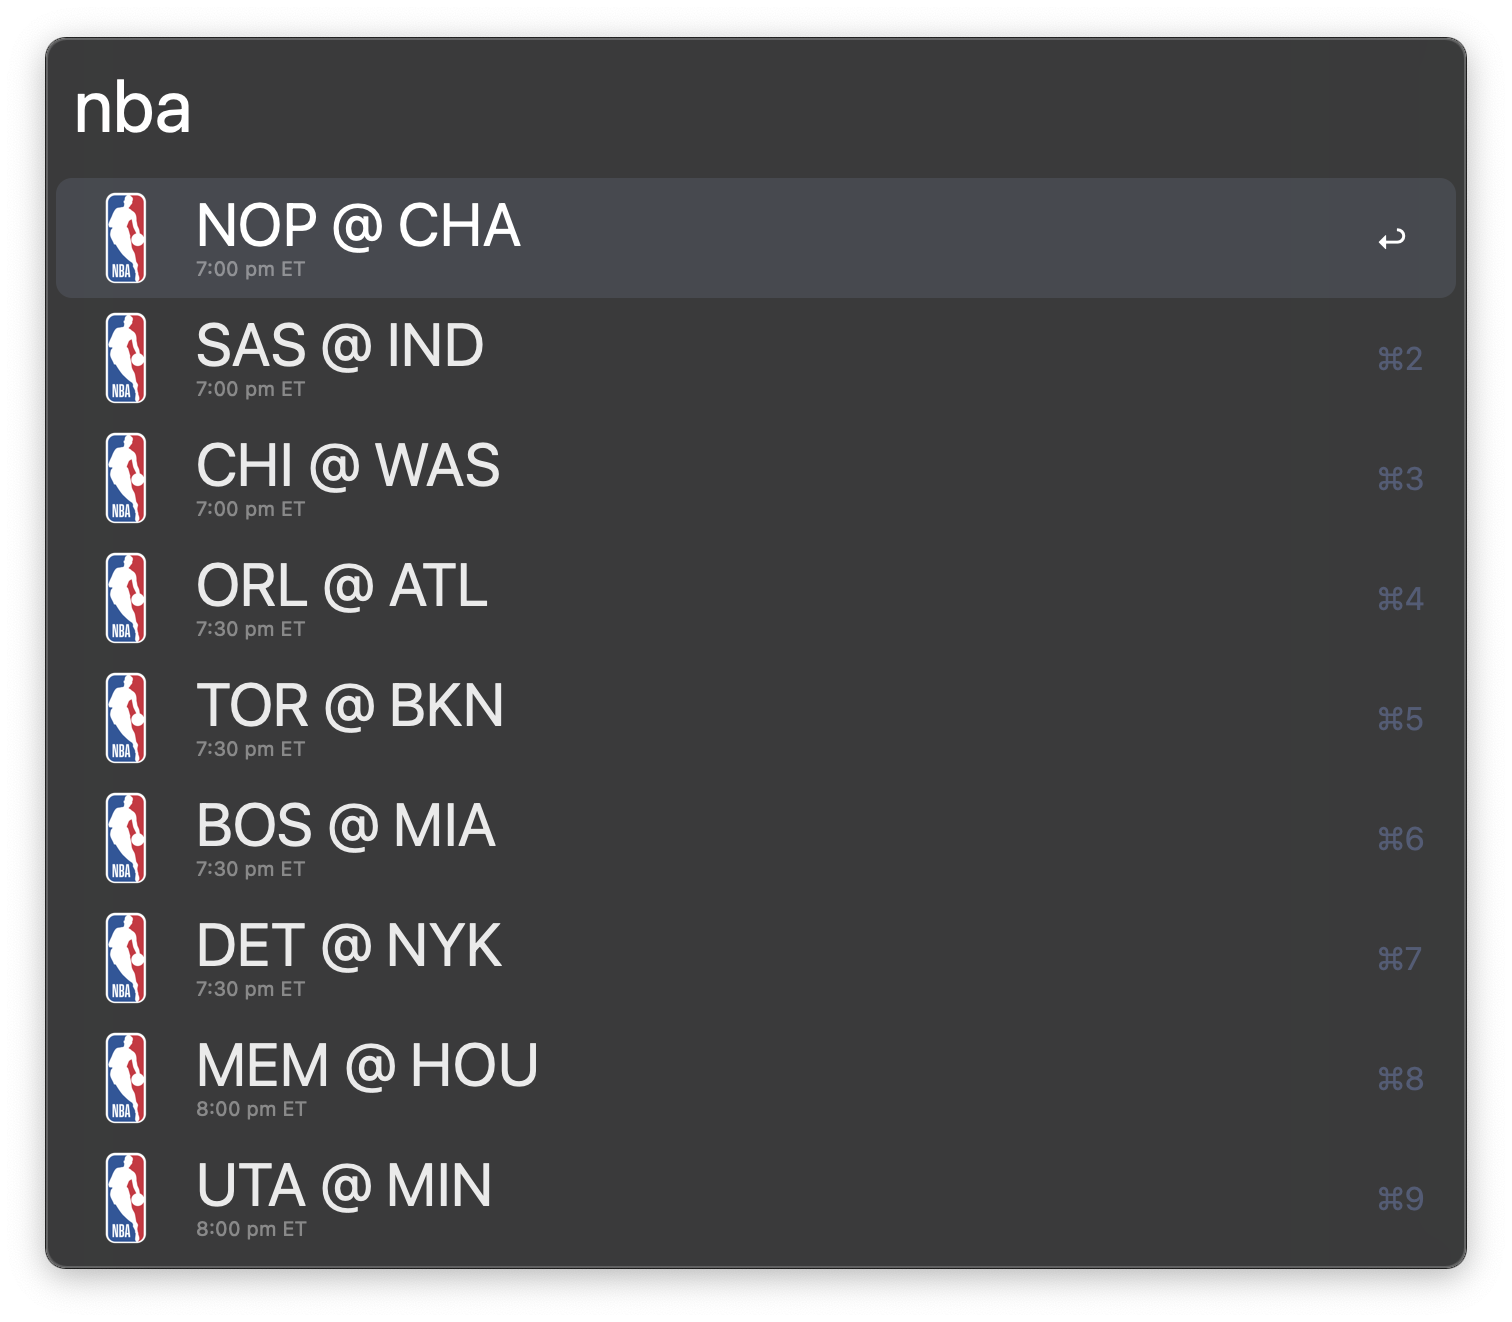 nba
NBA
NOP @ CHA
↩
7:00 pm ET
NBA
SAS @ IND
⌘2
7:00 pm ET
NBA
CHI @ WAS
⌘3
7:00 pm ET
NBA
ORL @ ATL
⌘4
7:30 pm ET
NBA
TOR @ BKN
⌘5
7:30 pm ET
NBA
BOS @ MIA
⌘6
7:30 pm ET
NBA
DET @ NYK
⌘7
7:30 pm ET
NBA
MEM @ HOU
⌘8
8:00 pm ET
NBA
UTA @ MIN
⌘9
8:00 pm ET